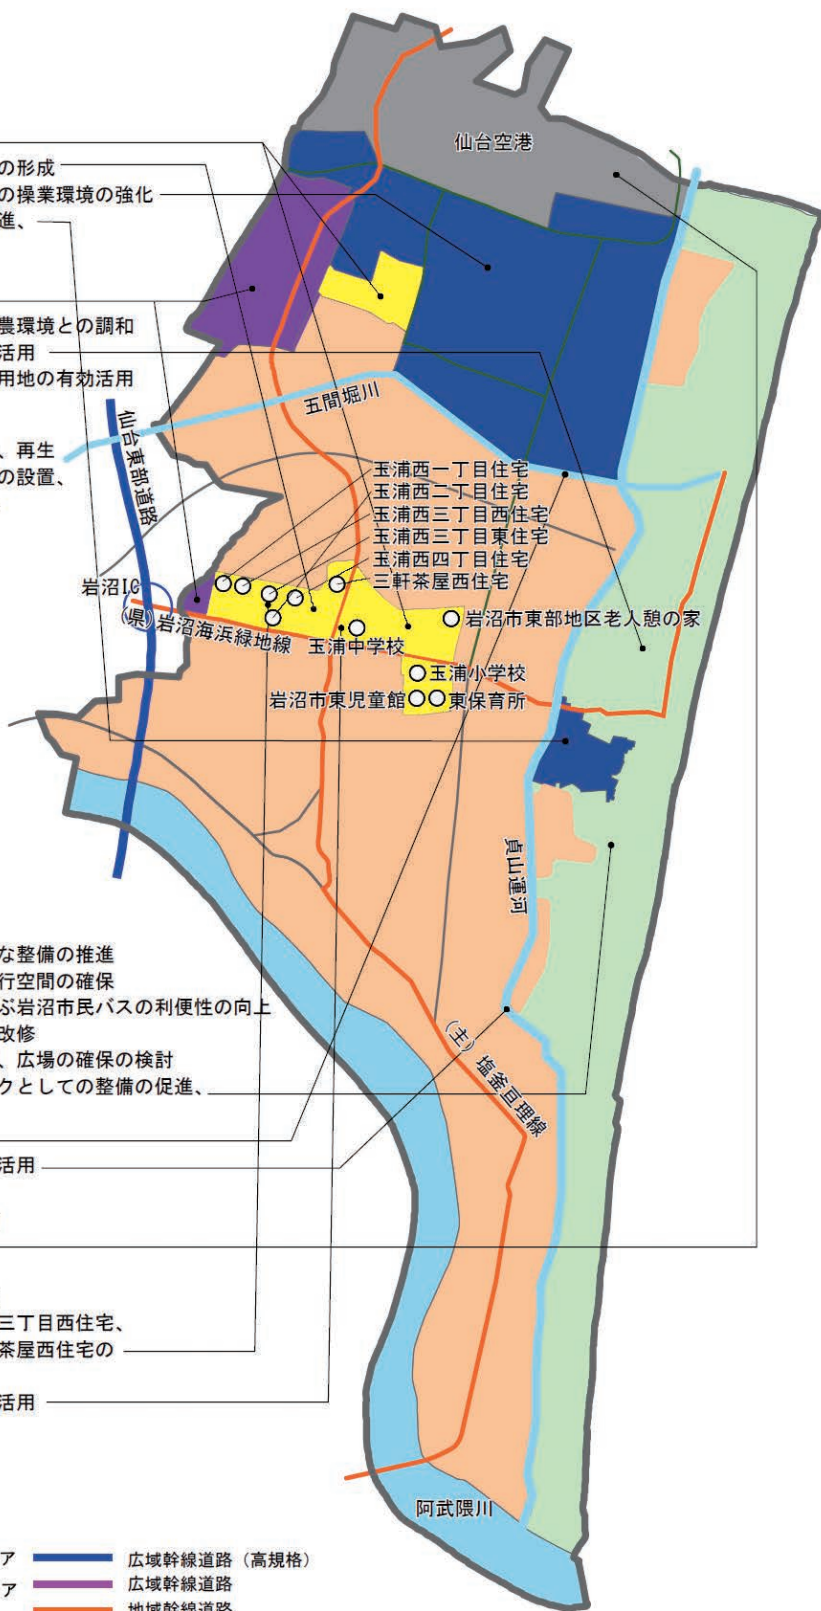 仙台空港
の形成
の操業環境の強化
進、
農環境との調和
活用
用地の有効活用
五間堀川
仙台東部道路
、再生
の設置、
玉浦西一丁目住宅
玉浦西二丁目住宅
玉浦西三丁目西住宅
玉浦西三丁目東住宅
玉浦西四丁目住宅
三軒茶屋西住宅
岩沼IC
(県)岩沼海浜緑地線
玉浦中学校
岩沼市東部地区老人憩の家
玉浦小学校
岩沼市東児童館
東保育所
貞山運河
な整備の推進
行空間の確保
ぶ岩沼市民バスの利便性の向上
改修
、広場の確保の検討
クとしての整備の促進、
(主)塩釜亘理線
活用
三丁目西住宅、
茶屋西住宅の
活用
阿武隈川
ア
広域幹線道路（高規格）
ア
広域幹線道路
地域幹線道路